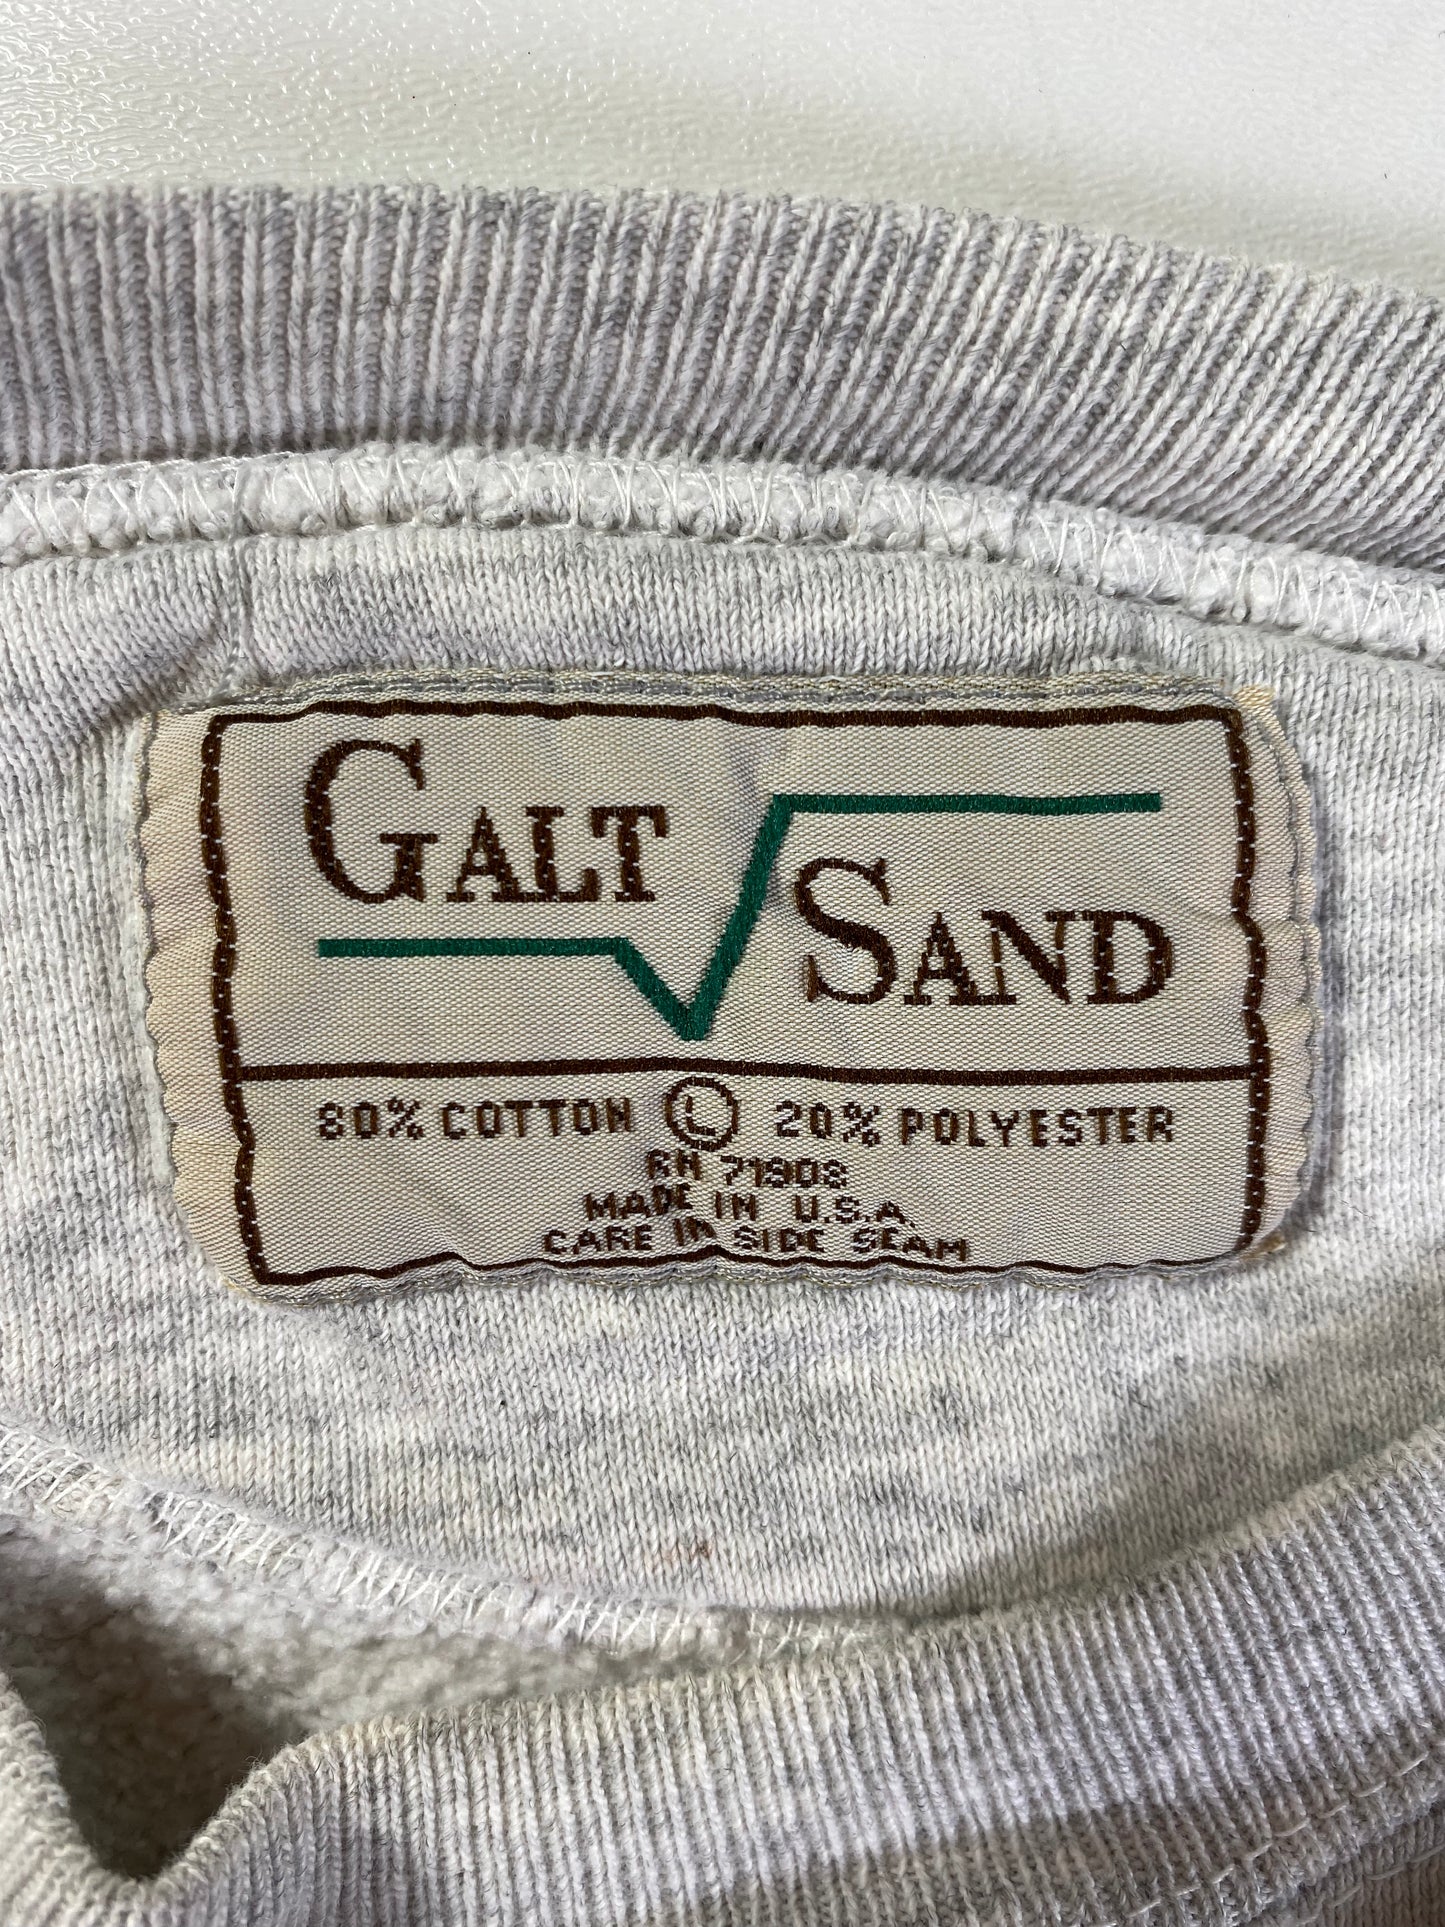 GALT
SAND
80% COTTON L 20% POLYESTER
RN 71908
MADE IN U.S.A.
CARE IN SIDE SEAM